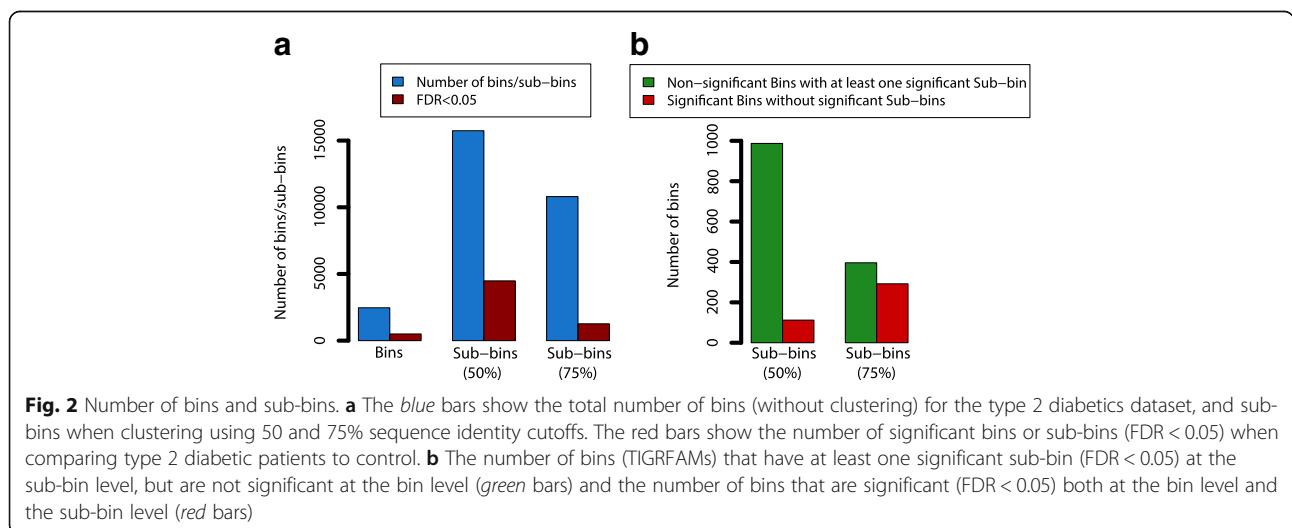 a
Number of bins/sub−bins
FDR<0.05
Number of bins/sub−bins
15000
10000
5000
0
Bins
Sub−bins
(50%)
Sub−bins
(75%)
b
Non−significant Bins with at least one significant Sub−bin
Significant Bins without significant Sub−bins
Number of bins
1000
800
600
400
200
0
Sub−bins
(50%)
Sub−bins
(75%)
Fig. 2 Number of bins and sub-bins. a The blue bars show the total number of bins (without clustering) for the type 2 diabetics dataset, and sub-
bins when clustering using 50 and 75% sequence identity cutoffs. The red bars show the number of significant bins or sub-bins (FDR < 0.05) when
comparing type 2 diabetic patients to control. b The number of bins (TIGRFAMs) that have at least one significant sub-bin (FDR < 0.05) at the
sub-bin level, but are not significant at the bin level (green bars) and the number of bins that are significant (FDR < 0.05) both at the bin level and
the sub-bin level (red bars)